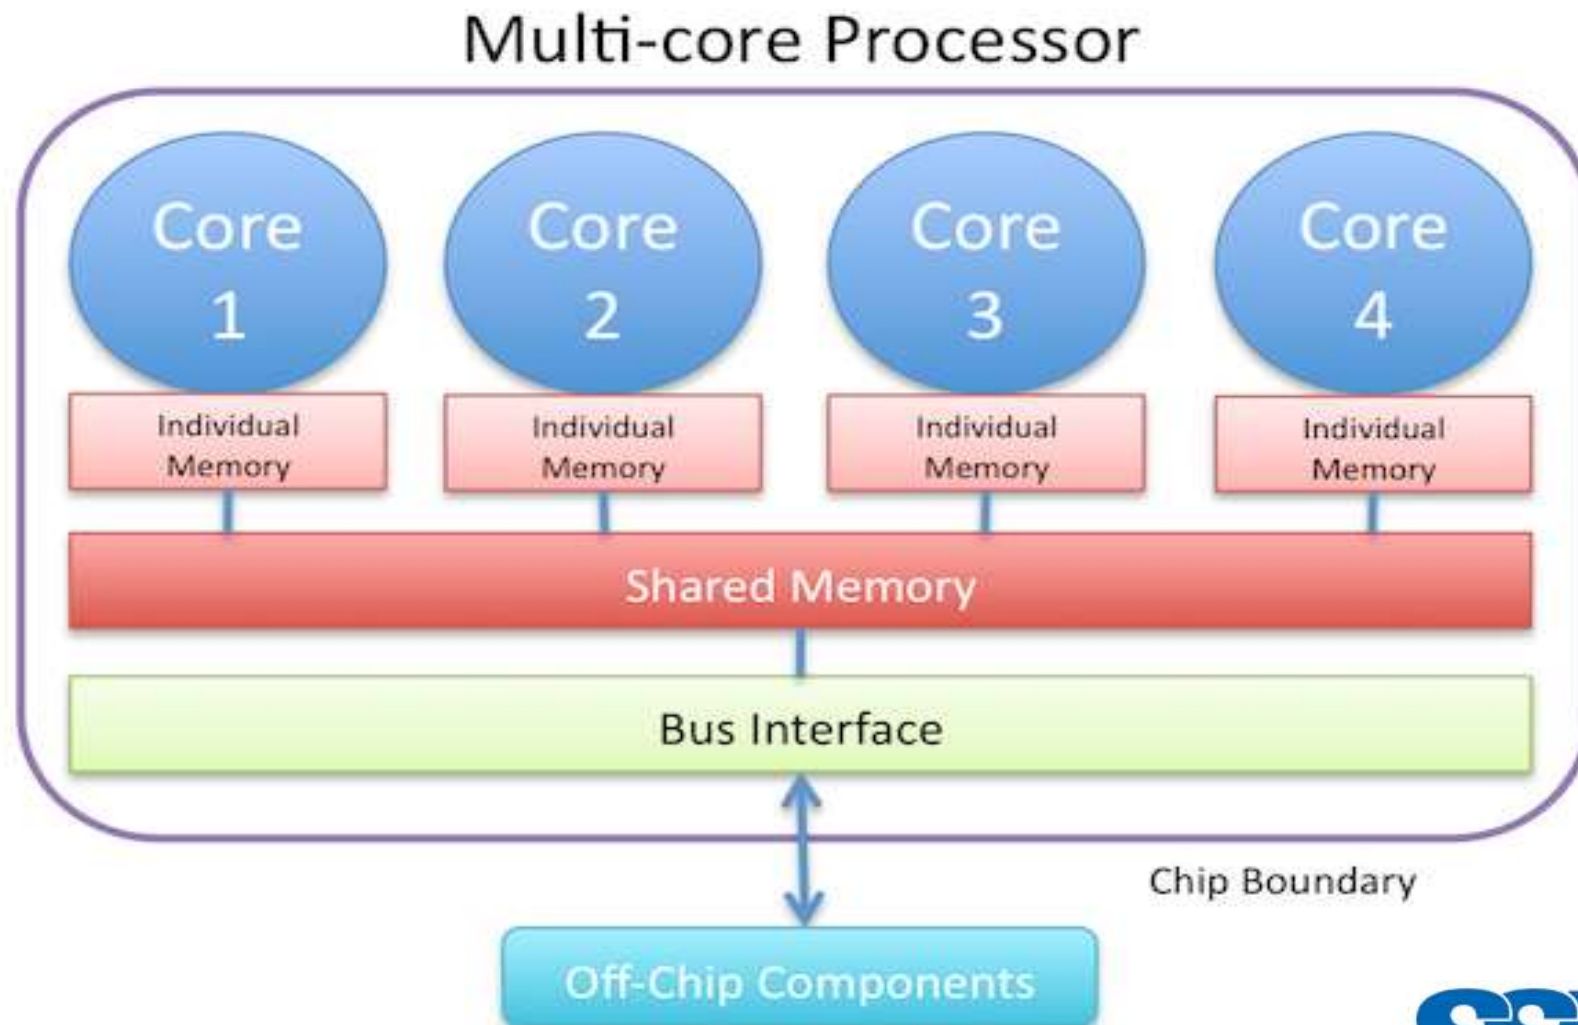 Multi-core Processor
Core
1
Core
2
Core
3
Core
4
Individual
Memory
Individual
Memory
Individual
Memory
Individual
Memory
Shared Memory
Bus Interface
Chip Boundary
Off-Chip Components